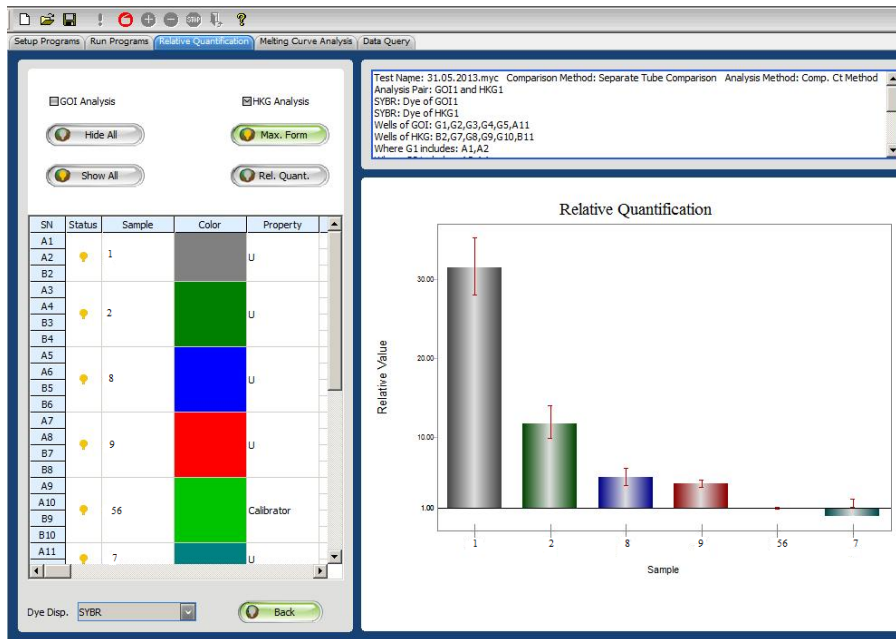 STOP
Setup Programs Run Programs Relative Quantification Melting Curve Analysis Data Query
GOI Analysis HKG Analysis
Hide All Max. Form
Show All Rel. Quant.
SN Status Sample Color Property
A1
A2 1 U
B2
A3
A4 2 U
B3
B4
A5
A6 8 U
B5
B6
A7
A8 9 U
B7
B8
A9
A10 56 Calibrator
B9
B10
A11 7 U
Dye Disp. SYBR Back
Test Name: 31.05.2013.myc Comparison Method: Separate Tube Comparison Analysis Method: Comp. Ct Method
Analysis Pair: GOI1 and HKG1
SYBR: Dye of GOI1
SYBR: Dye of HKG1
Wells of GOI: G1,G2,G3,G4,G5,A11
Wells of HKG: B2,G7,G8,G9,G10,B11
Where G1 includes: A1,A2
Relative Quantification
Relative Value
30.00
20.00
10.00
1.00
1 2 8 9 56 7
Sample